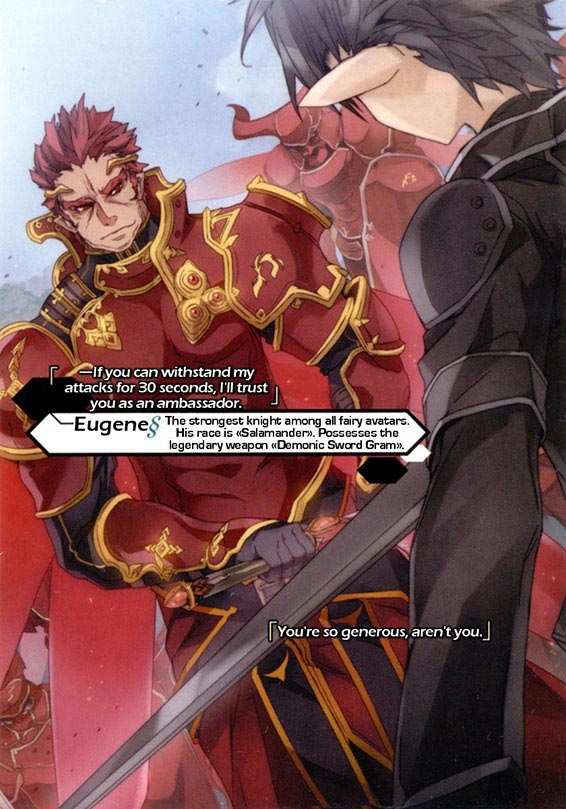 「 —If you can withstand my
attacks for 30 seconds, I'll trust
you as an ambassador. 」
—Eugene§
The strongest knight among all fairy avatars.
His race is «Salamander». Possesses the
legendary weapon «Demonic Sword Gram».
「You're so generous, aren't you.」